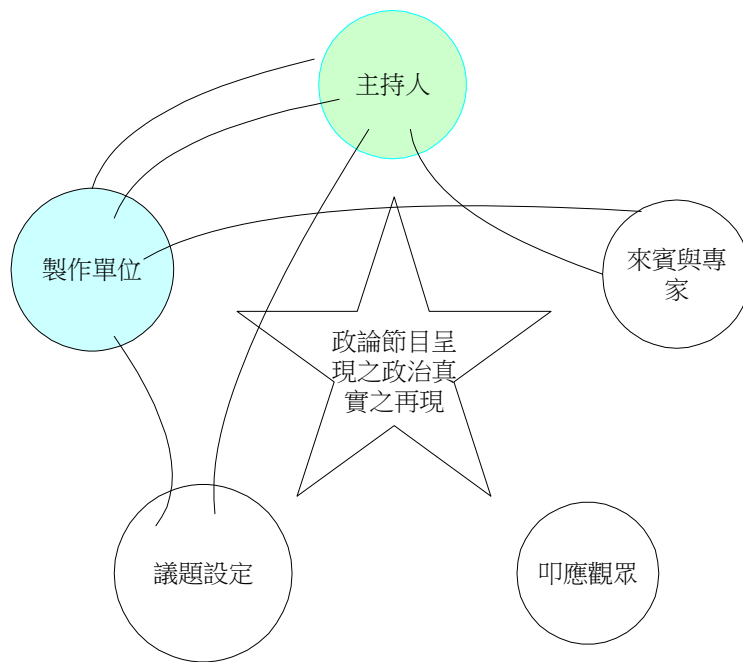 主持人
製作單位
來賓與專
家
政論節目呈
現之政治真
實之再現
議題設定
叩應觀眾